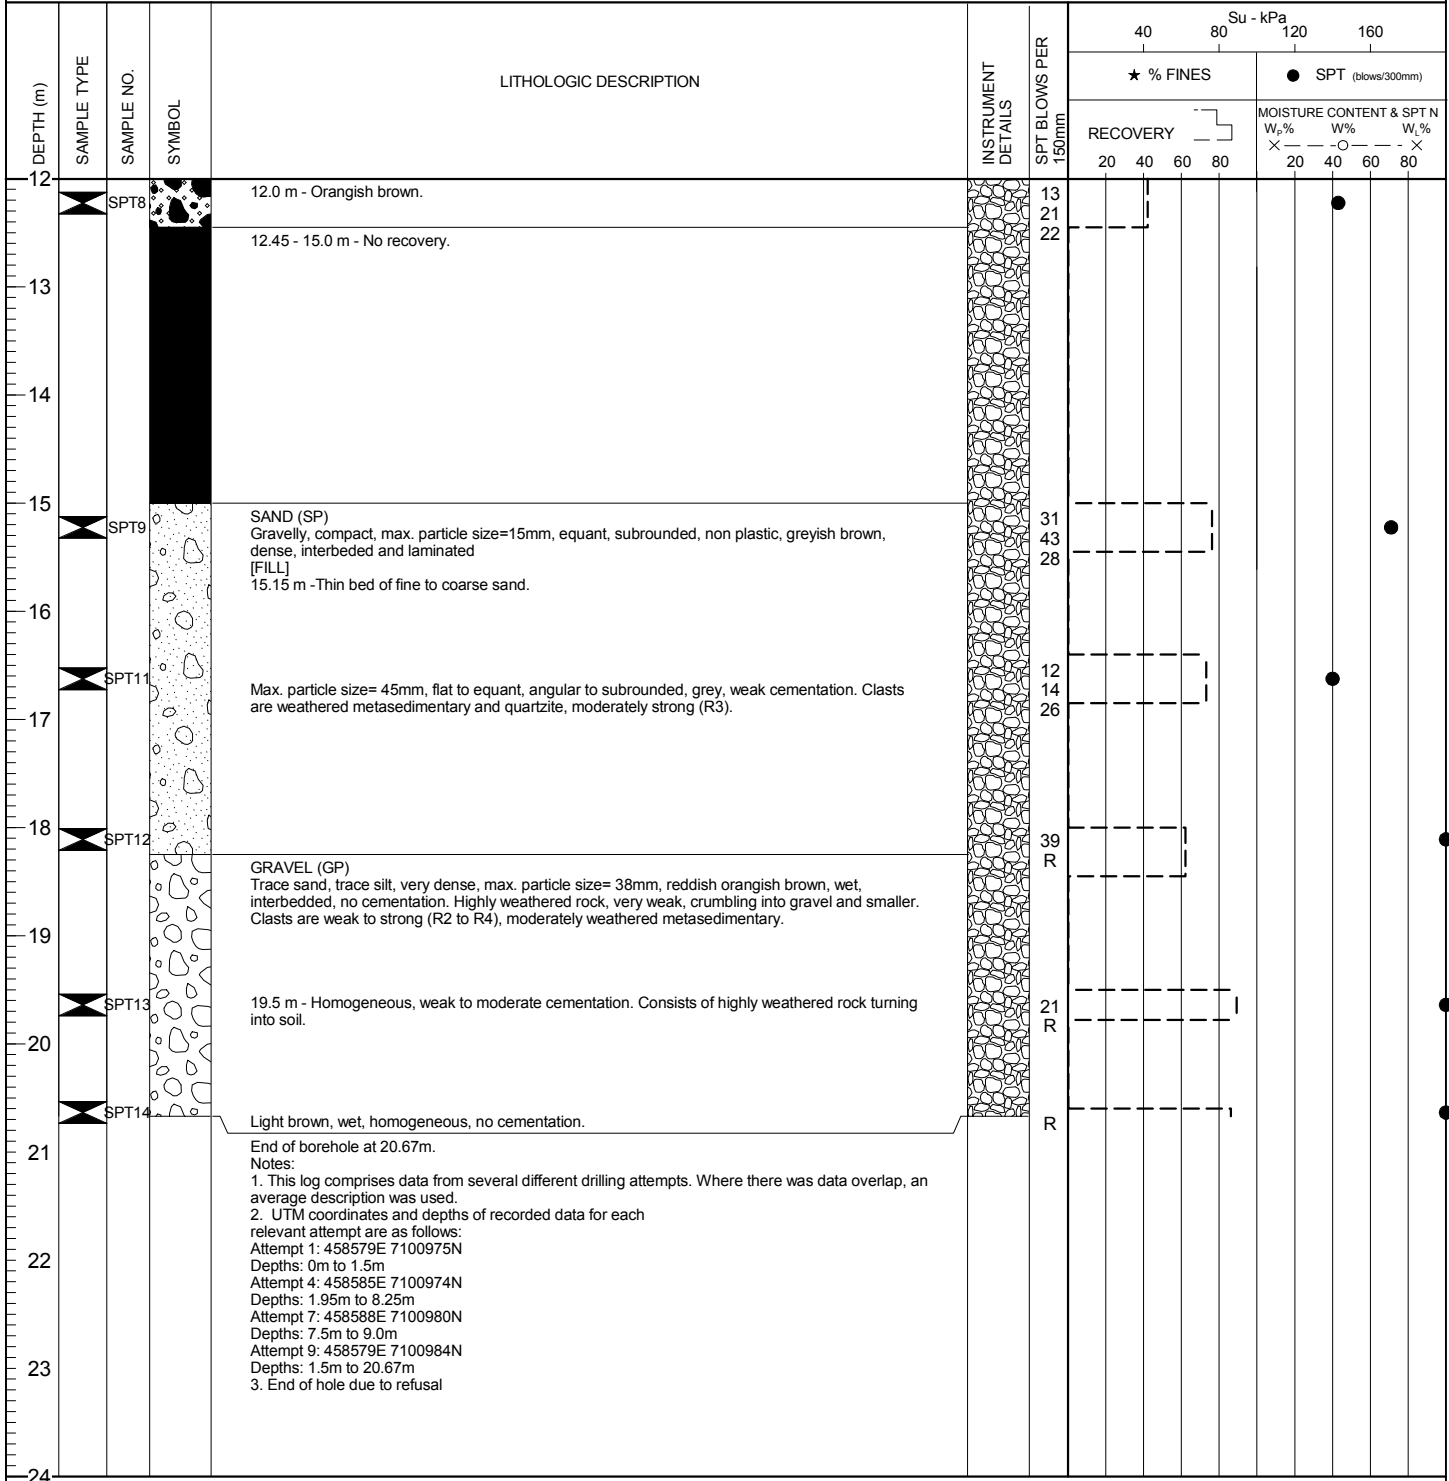 DEPTH (m)
SAMPLE TYPE
SAMPLE NO.
SYMBOL
LITHOLOGIC DESCRIPTION
INSTRUMENT
DETAILS
SPT BLOWS PER
150mm
Su - kPa
40 80 120 160
★ % FINES
● SPT (blows/300mm)
RECOVERY
MOISTURE CONTENT & SPT N
Wₚ% W% W_L%
20 40 60 80 20 40 60 80
12
SPT8
12.0 m - Orangish brown.
13
21
22
12.45 - 15.0 m - No recovery.
13
14
15
SPT9
SAND (SP)
Gravelly, compact, max. particle size=15mm, equant, subrounded, non plastic, greyish brown,
dense, interbeded and laminated
[FILL]
15.15 m -Thin bed of fine to coarse sand.
31
43
28
16
SPT11
Max. particle size= 45mm, flat to equant, angular to subrounded, grey, weak cementation. Clasts
are weathered metasedimentary and quartzite, moderately strong (R3).
12
14
26
17
18
SPT12
39
R
GRAVEL (GP)
Trace sand, trace silt, very dense, max. particle size= 38mm, reddish orangish brown, wet,
interbedded, no cementation. Highly weathered rock, very weak, crumbling into gravel and smaller.
Clasts are weak to strong (R2 to R4), moderately weathered metasedimentary.
19
SPT13
19.5 m - Homogeneous, weak to moderate cementation. Consists of highly weathered rock turning
into soil.
21
R
20
SPT14
Light brown, wet, homogeneous, no cementation.
R
21
End of borehole at 20.67m.
Notes:
1. This log comprises data from several different drilling attempts. Where there was data overlap, an
average description was used.
2. UTM coordinates and depths of recorded data for each
relevant attempt are as follows:
Attempt 1: 458579E 7100975N
22
Depths: 0m to 1.5m
Attempt 4: 458585E 7100974N
Depths: 1.95m to 8.25m
Attempt 7: 458588E 7100980N
Depths: 7.5m to 9.0m
Attempt 9: 458579E 7100984N
23
Depths: 1.5m to 20.67m
3. End of hole due to refusal
24